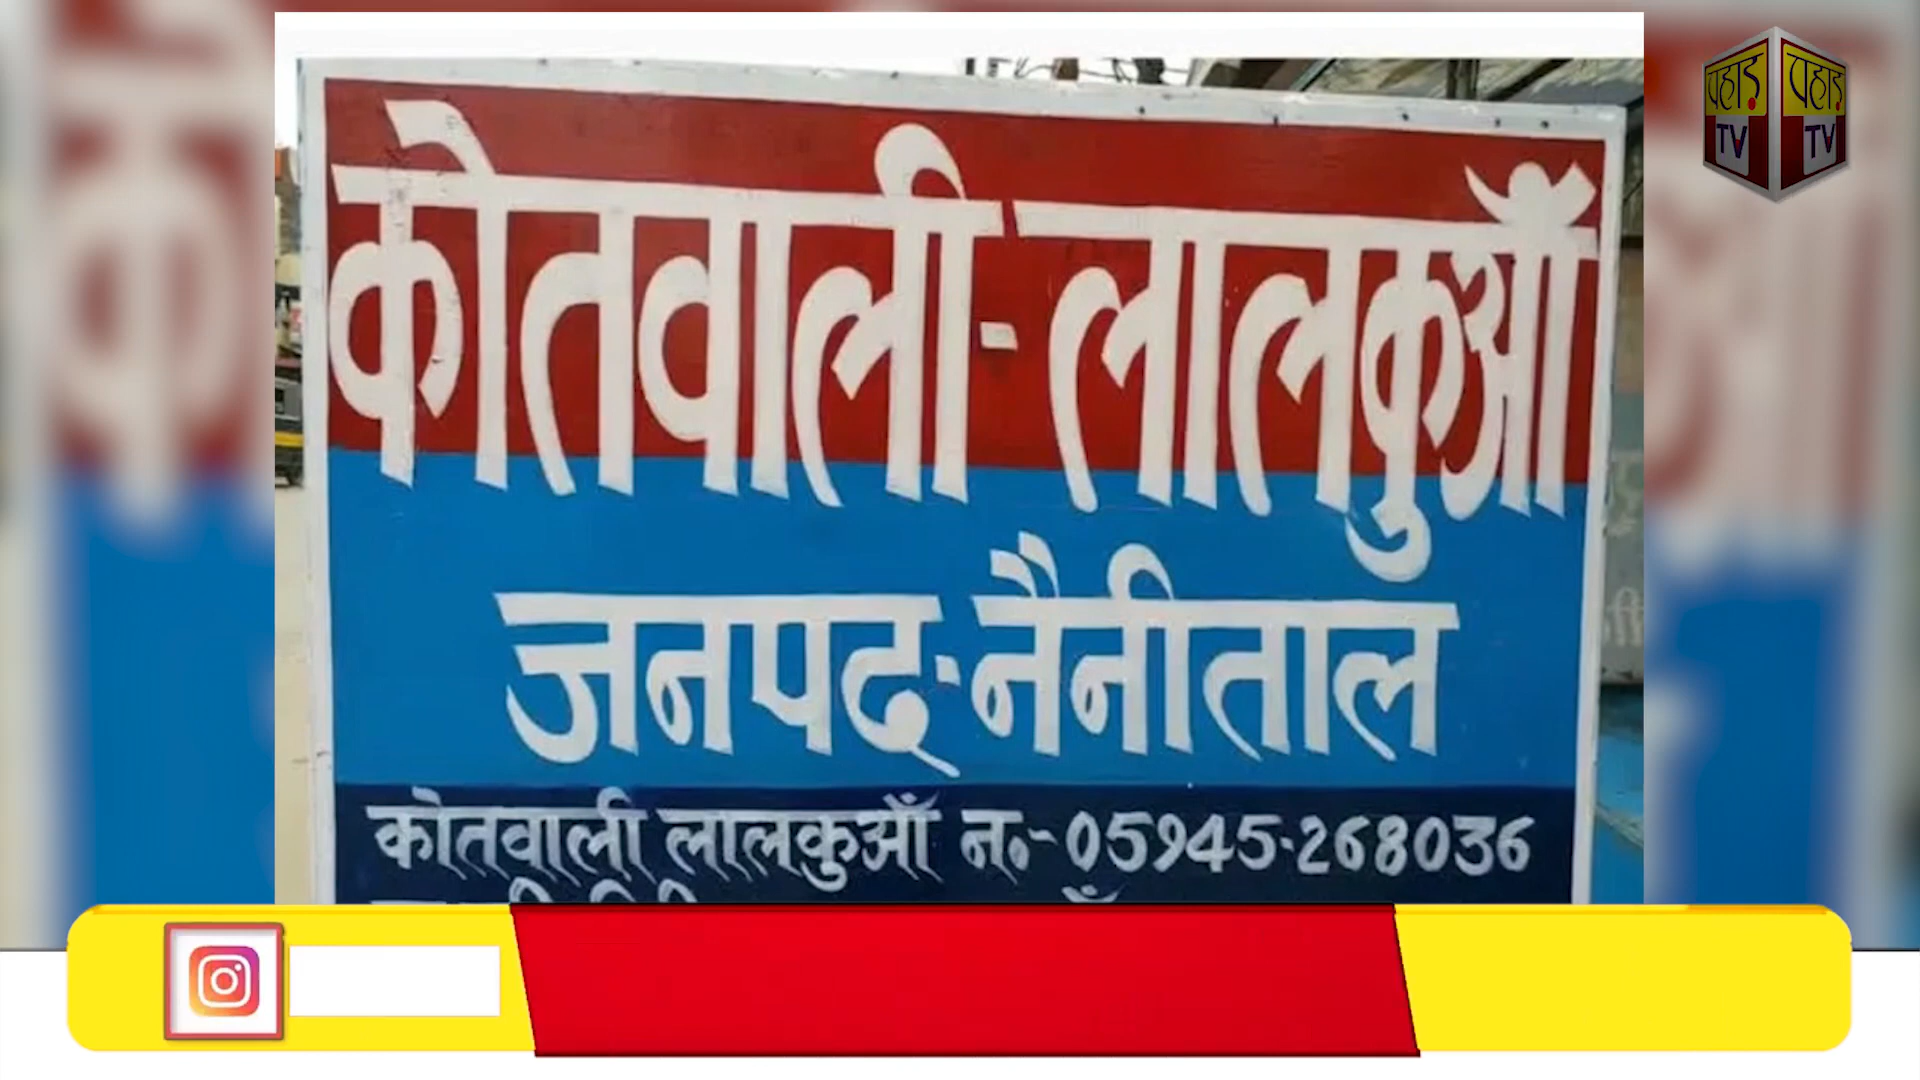 कोतवाली-लालकुआँ
जनपद-नैनीताल
कोतवाली लालकुआँ न.-05945-268036
पहाड़ TV
पहाड़ TV